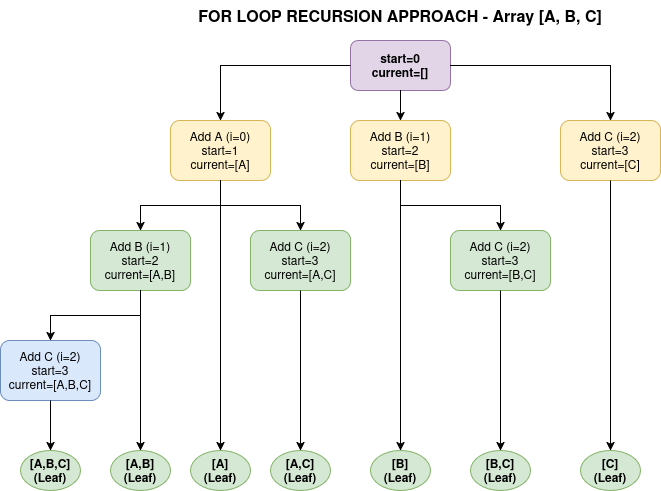 FOR LOOP RECURSION APPROACH - Array [A, B, C]
start=0
current=[]
Add A (i=0)
start=1
current=[A]
Add B (i=1)
start=2
current=[B]
Add C (i=2)
start=3
current=[C]
Add B (i=1)
start=2
current=[A,B]
Add C (i=2)
start=3
current=[A,C]
Add C (i=2)
start=3
current=[B,C]
Add C (i=2)
start=3
current=[A,B,C]
[A,B,C]
(Leaf)
[A,B]
(Leaf)
[A]
(Leaf)
[A,C]
(Leaf)
[B]
(Leaf)
[B,C]
(Leaf)
[C]
(Leaf)